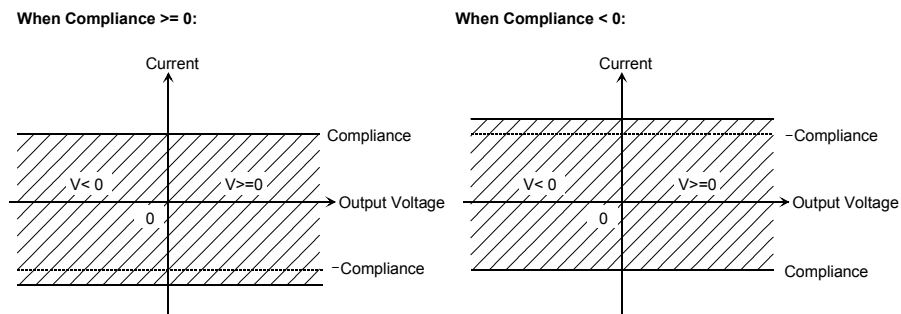 When Compliance >= 0:
Current
Compliance
V< 0
V>=0
Output Voltage
0
−Compliance
When Compliance < 0:
Current
−Compliance
V< 0
V>=0
Output Voltage
0
Compliance